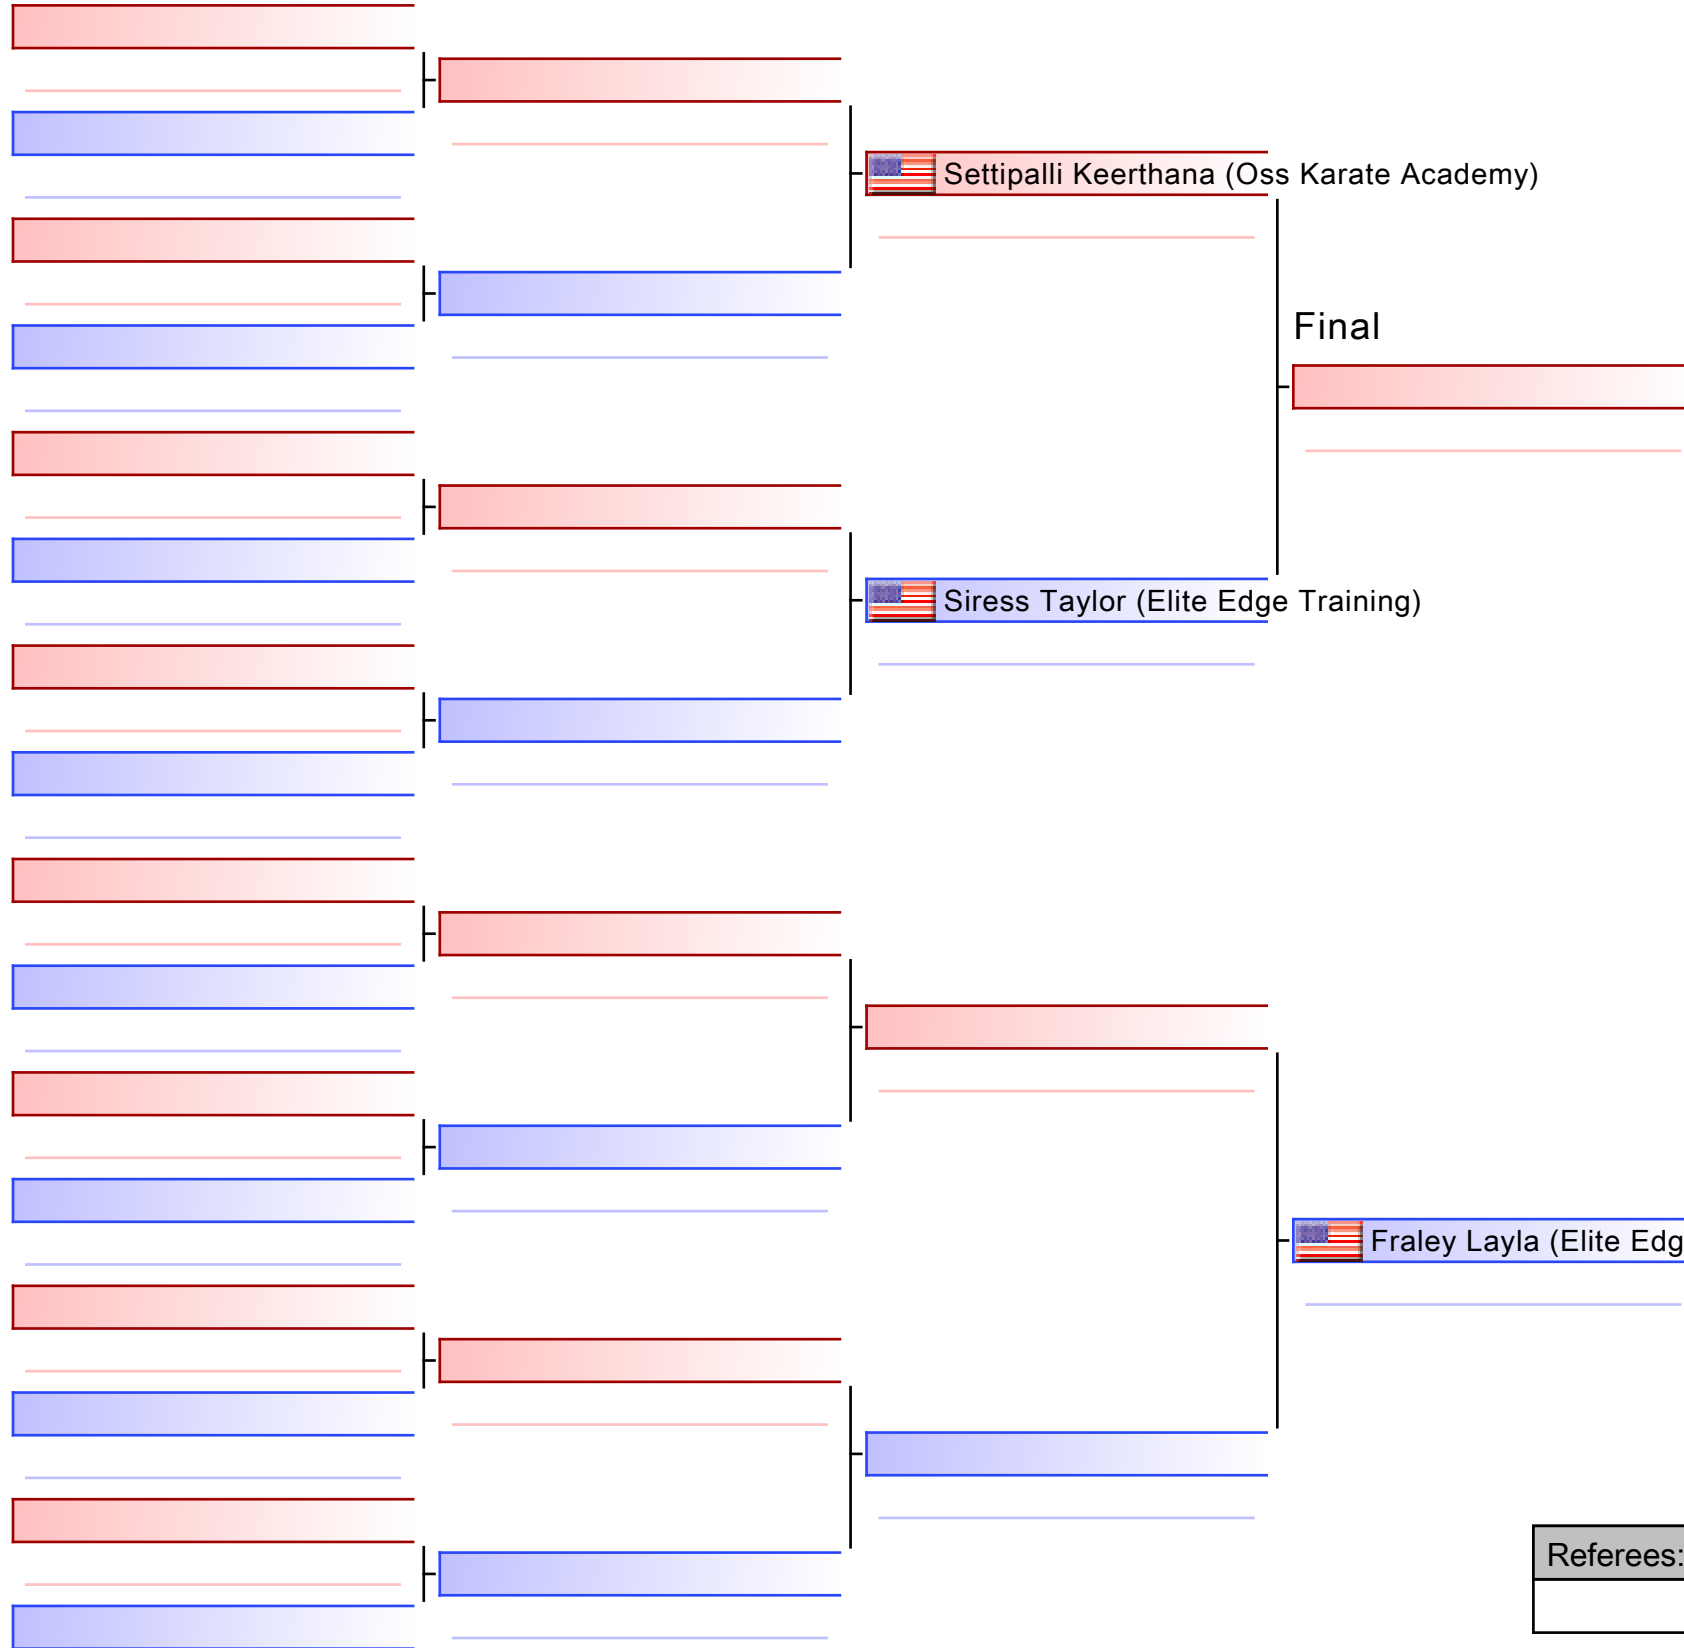 Settipalli Keerthana (Oss Karate Academy)
Final
Siress Taylor (Elite Edge Training)
Fraley Layla (Elite Edg
Referees: